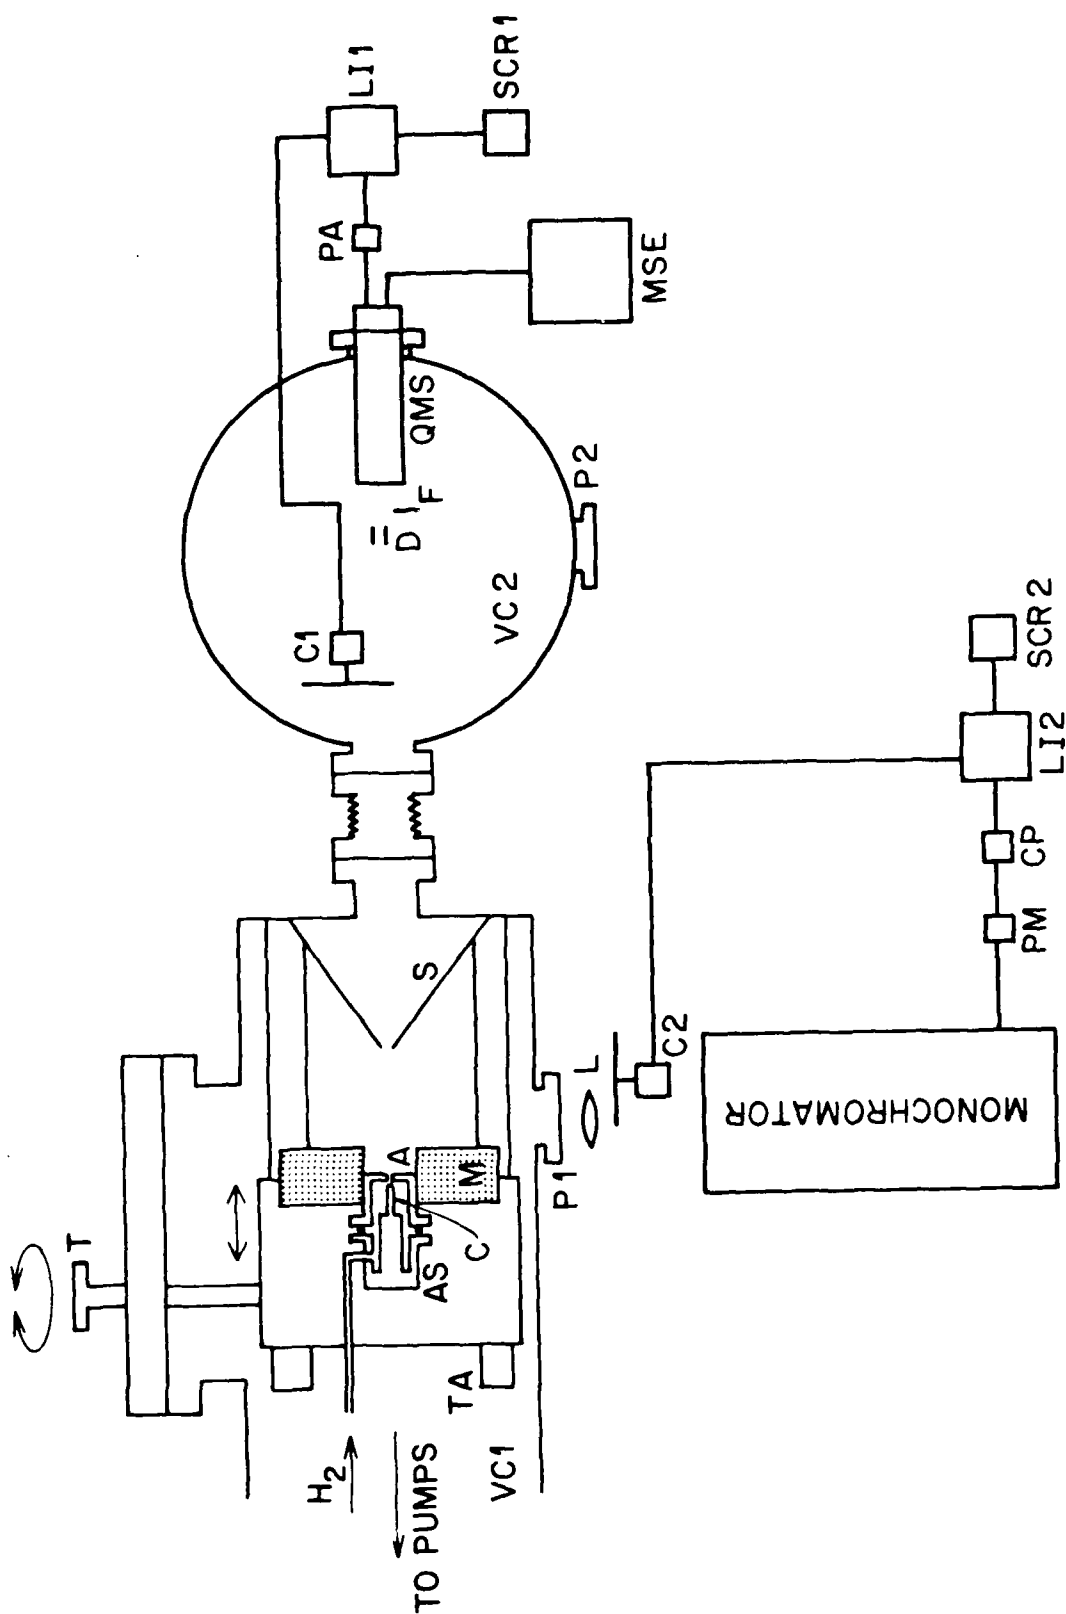 LI1
SCR1
PA
MSE
QMS
F
D
P2
C1
VC2
SCR2
LI2
CP
PM
S
C2
L
MONOCHROMATOR
A
M
P1
C
AS
T
TA
H2
VC1
TO PUMPS